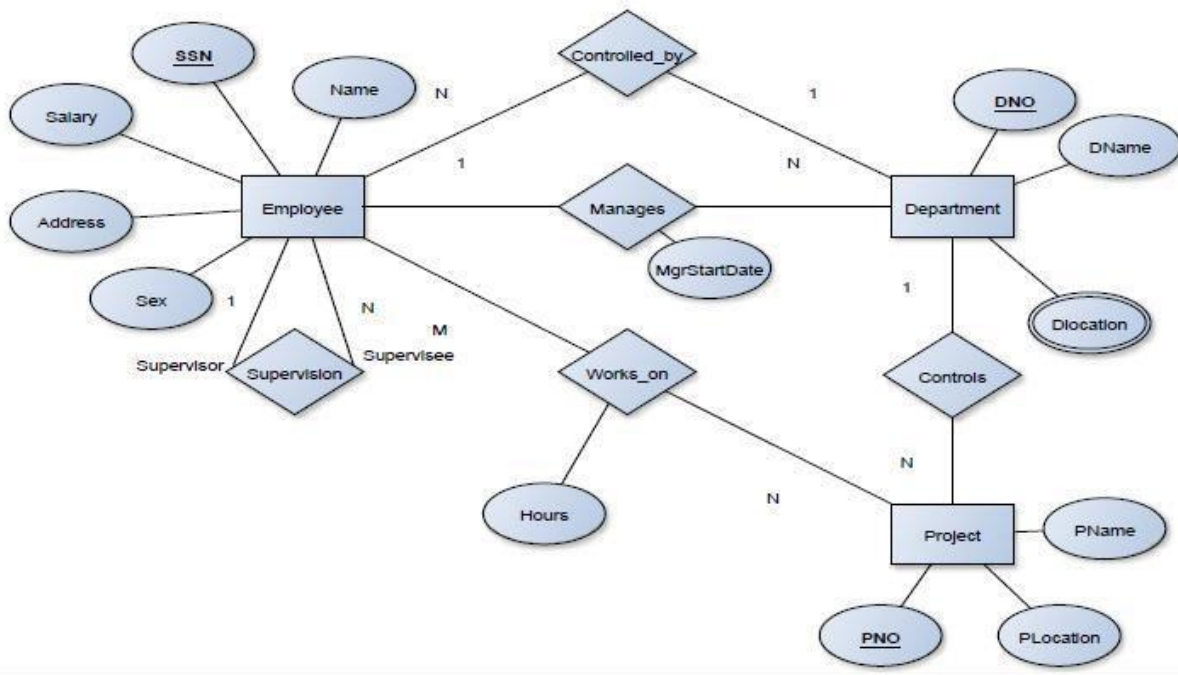 Controlled_by
SSN
Name
N
1
DNO
Salary
DName
1
N
Employee
Manages
Department
Address
MgrStartDate
Sex
1
N
M
1
Dlocation
Supervisor
Supervisee
Supervision
Works_on
Controls
N
N
Hours
Project
PName
PNO
PLocation